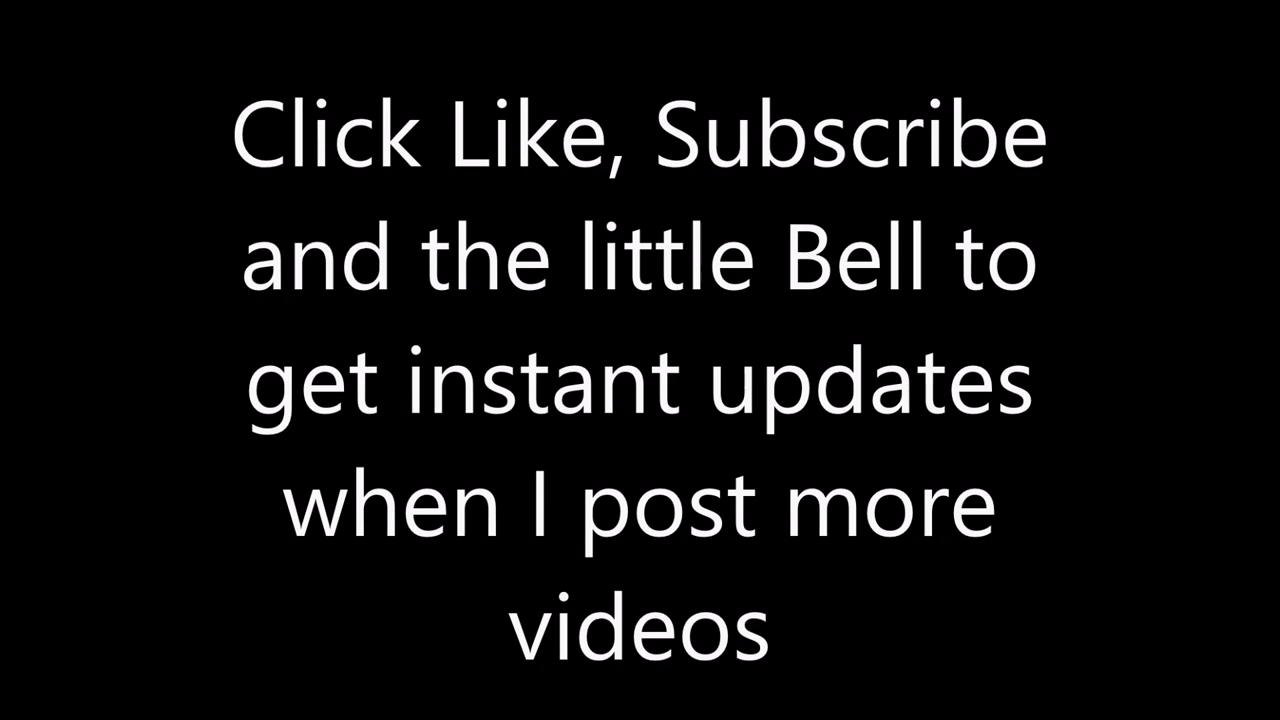 Click Like, Subscribe
and the little Bell to
get instant updates
when I post more
videos